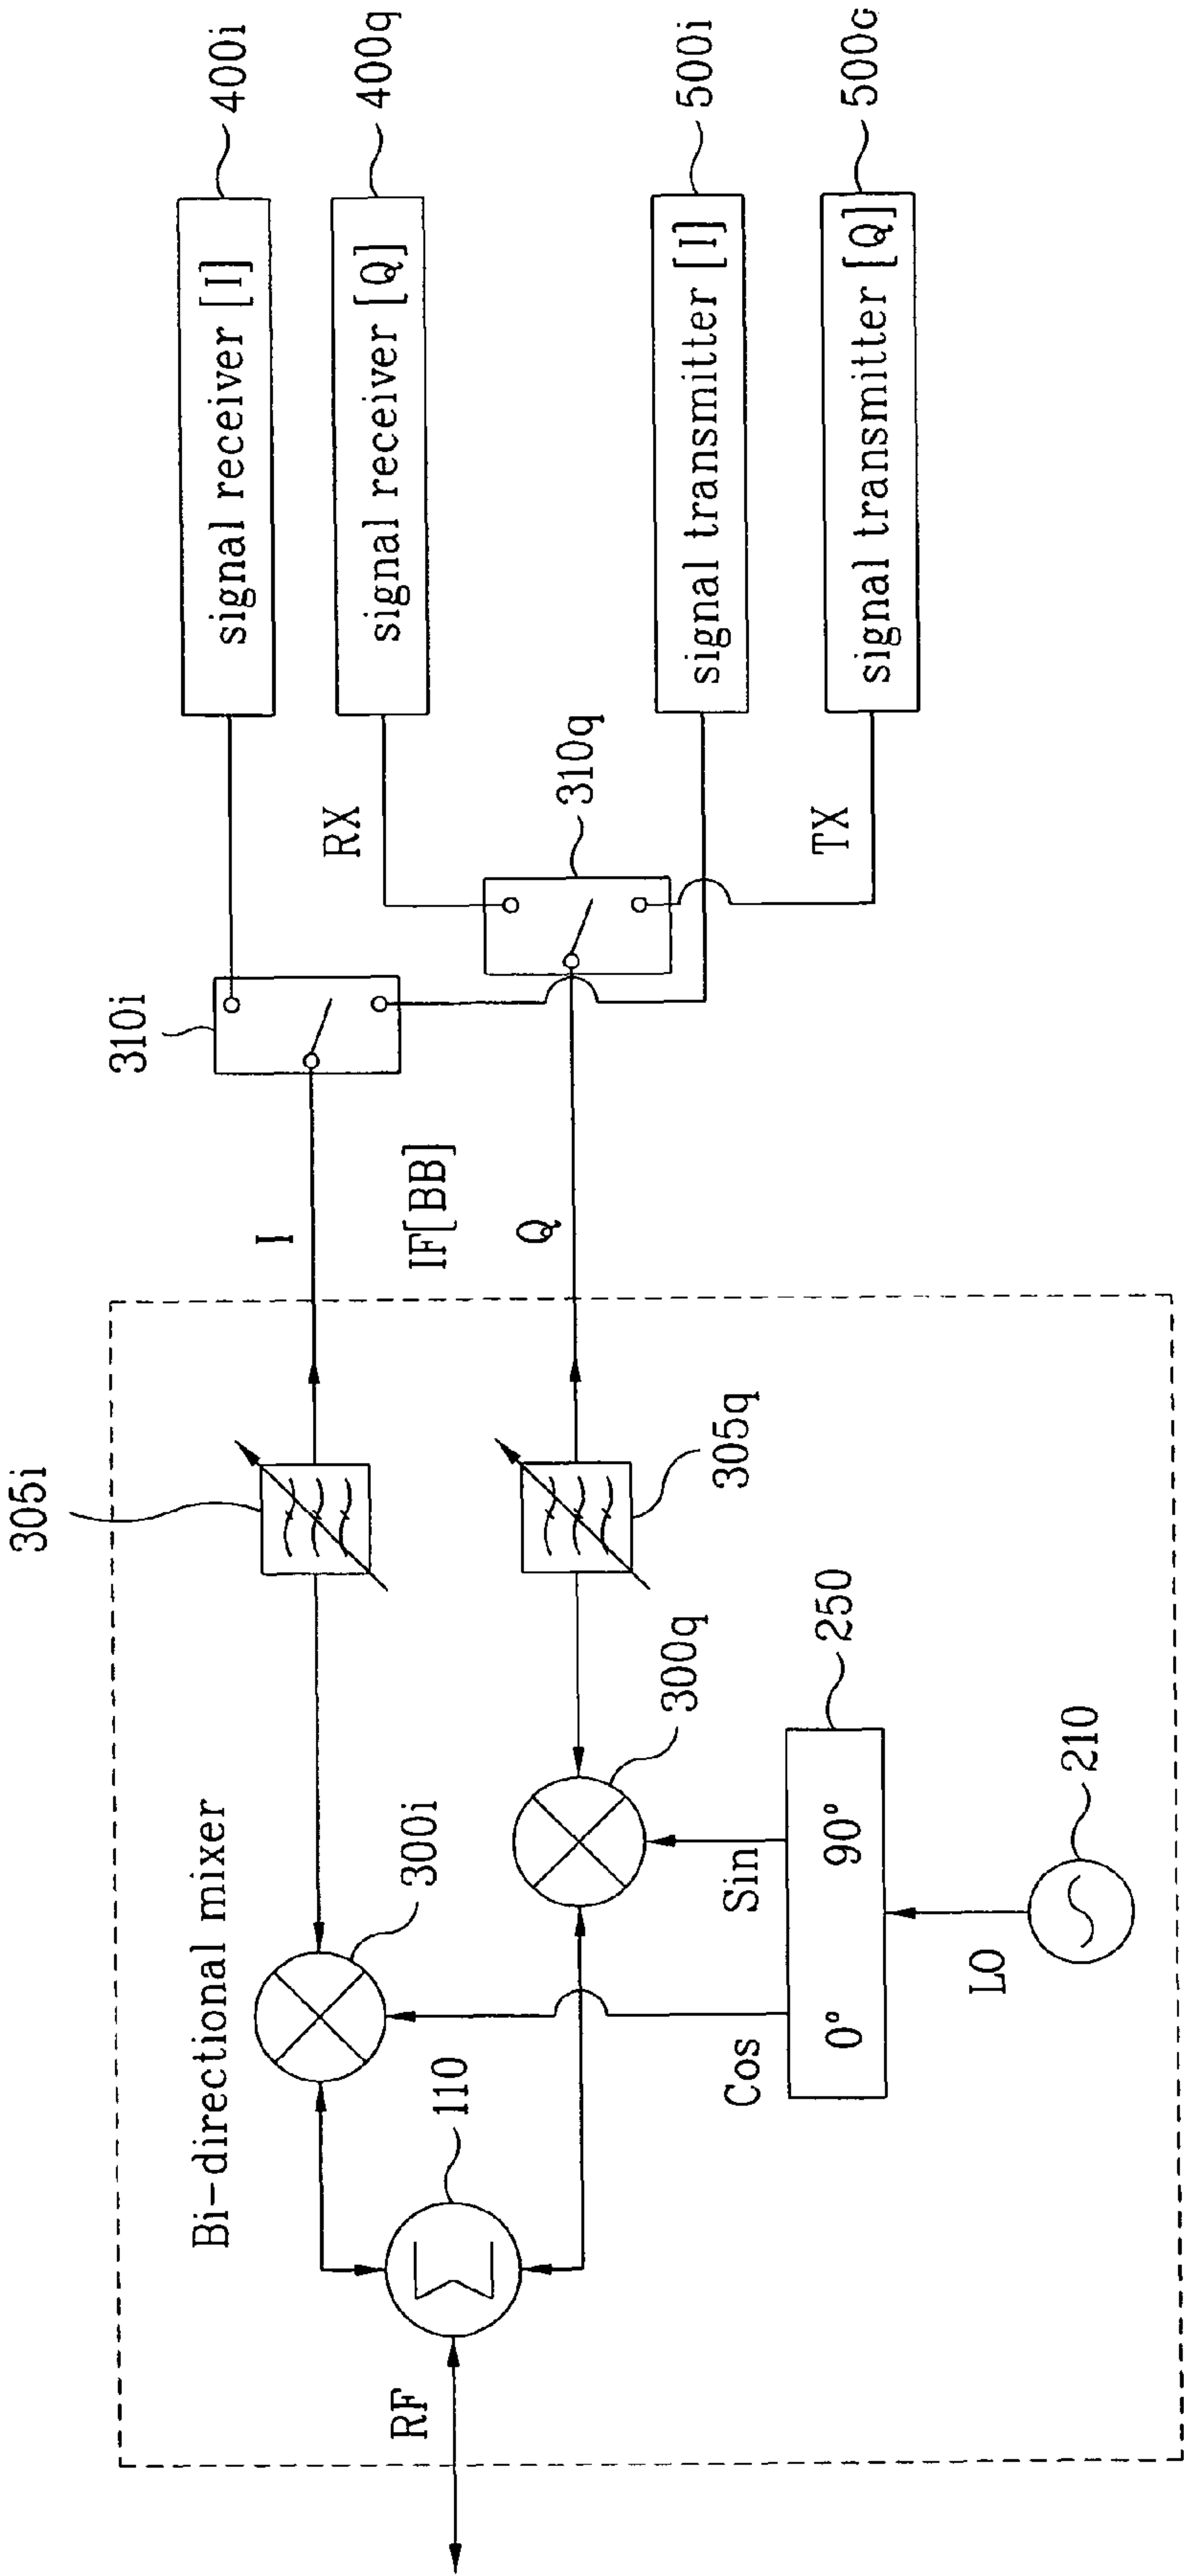 305i
310i
Bi-directional mixer
signal receiver [I]
400i
I
RX
signal receiver [Q]
400q
RF
300i
IF[BB]
110
Q
310q
300q
signal transmitter [I]
500i
305q
Cos
Sin
TX
250
0°
90°
signal transmitter [Q]
LO
210